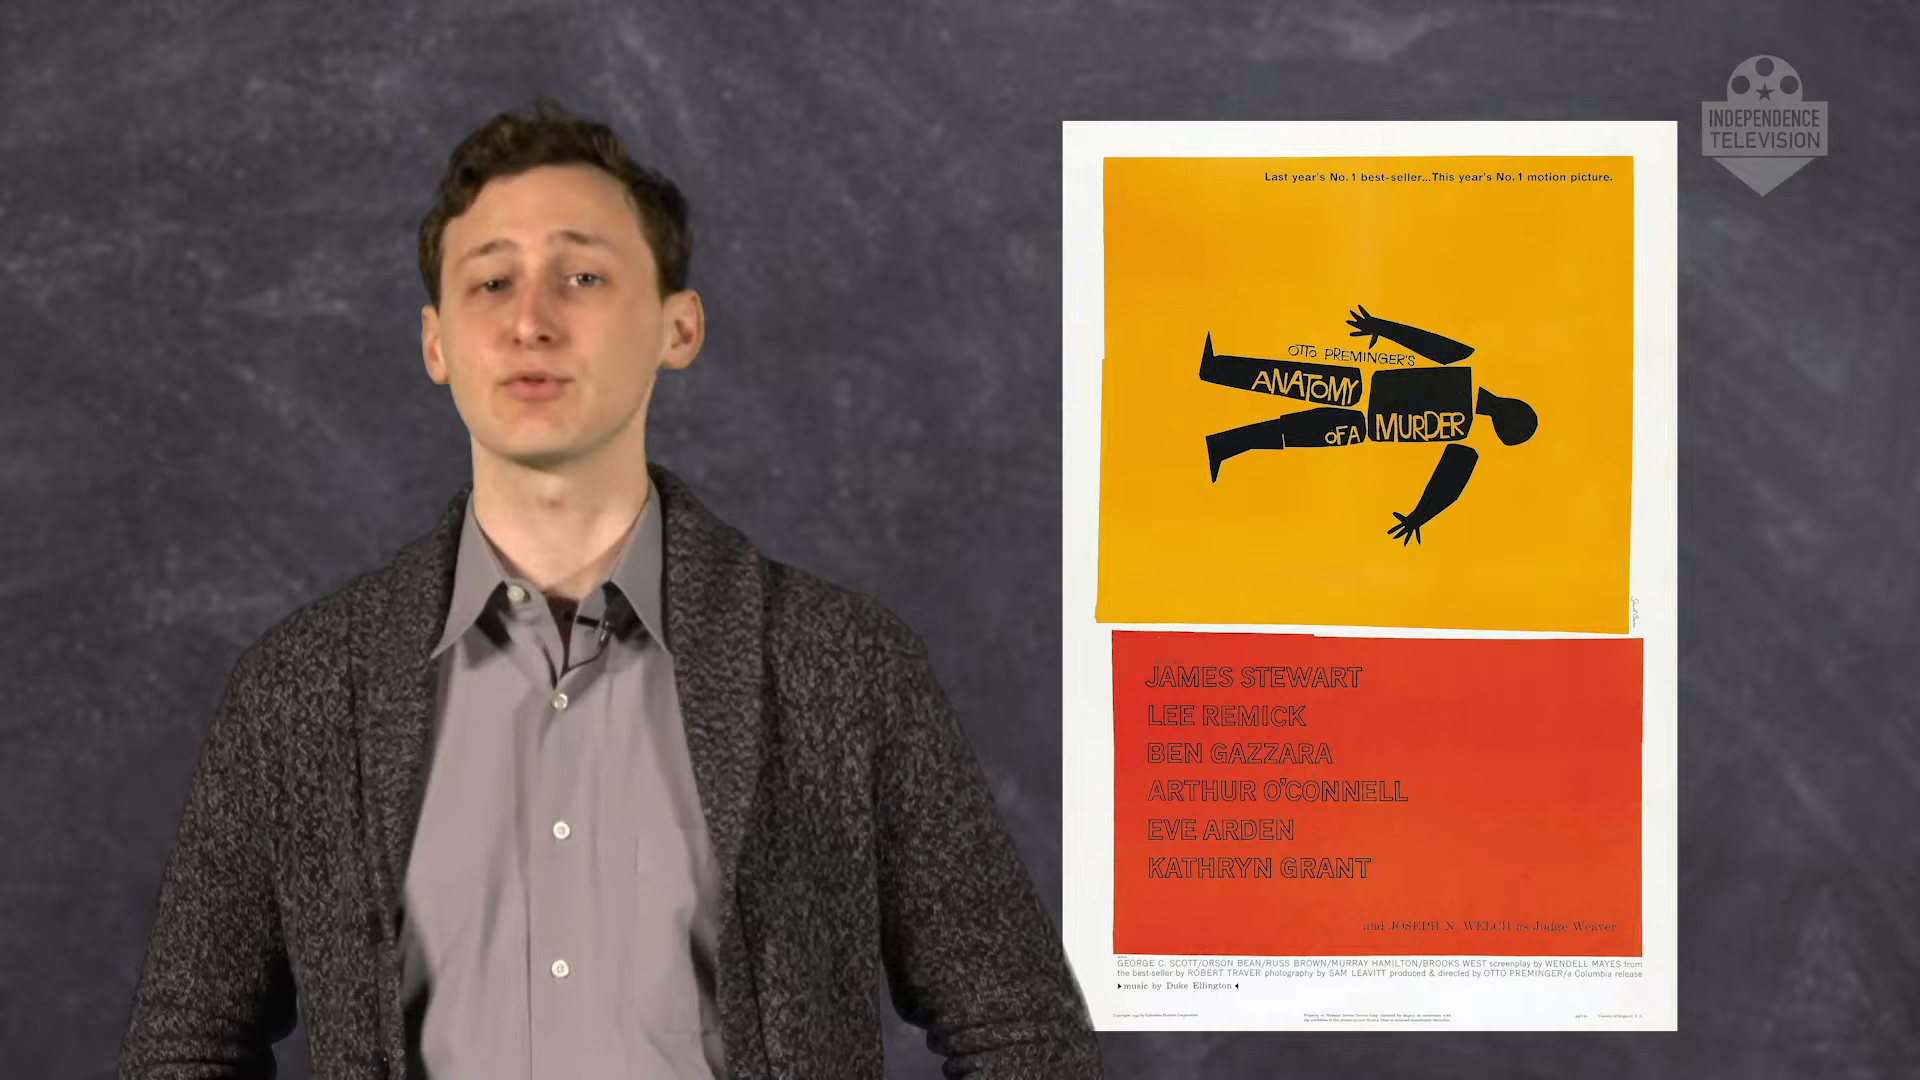 INDEPENDENCE
TELEVISION
Last year's No. 1 best-seller...This year's No. 1 motion picture.
OTTO PREMINGER'S
ANATOMY
OF A MURDER
JAMES STEWART
LEE REMICK
BEN GAZZARA
ARTHUR O'CONNELL
EVE ARDEN
KATHRYN GRANT
and JOSEPH N. WELCH as Judge Weaver
GEORGE C. SCOTT/ORSON BEAN/RUSS BROWN/MURRAY HAMILTON/BROOKS WEST screenplay by WENDELL MAYES from
the best-seller by ROBERT TRAVER photography by SAM LEAVITT produced & directed by OTTO PREMINGER/a Columbia release
music by Duke Ellington